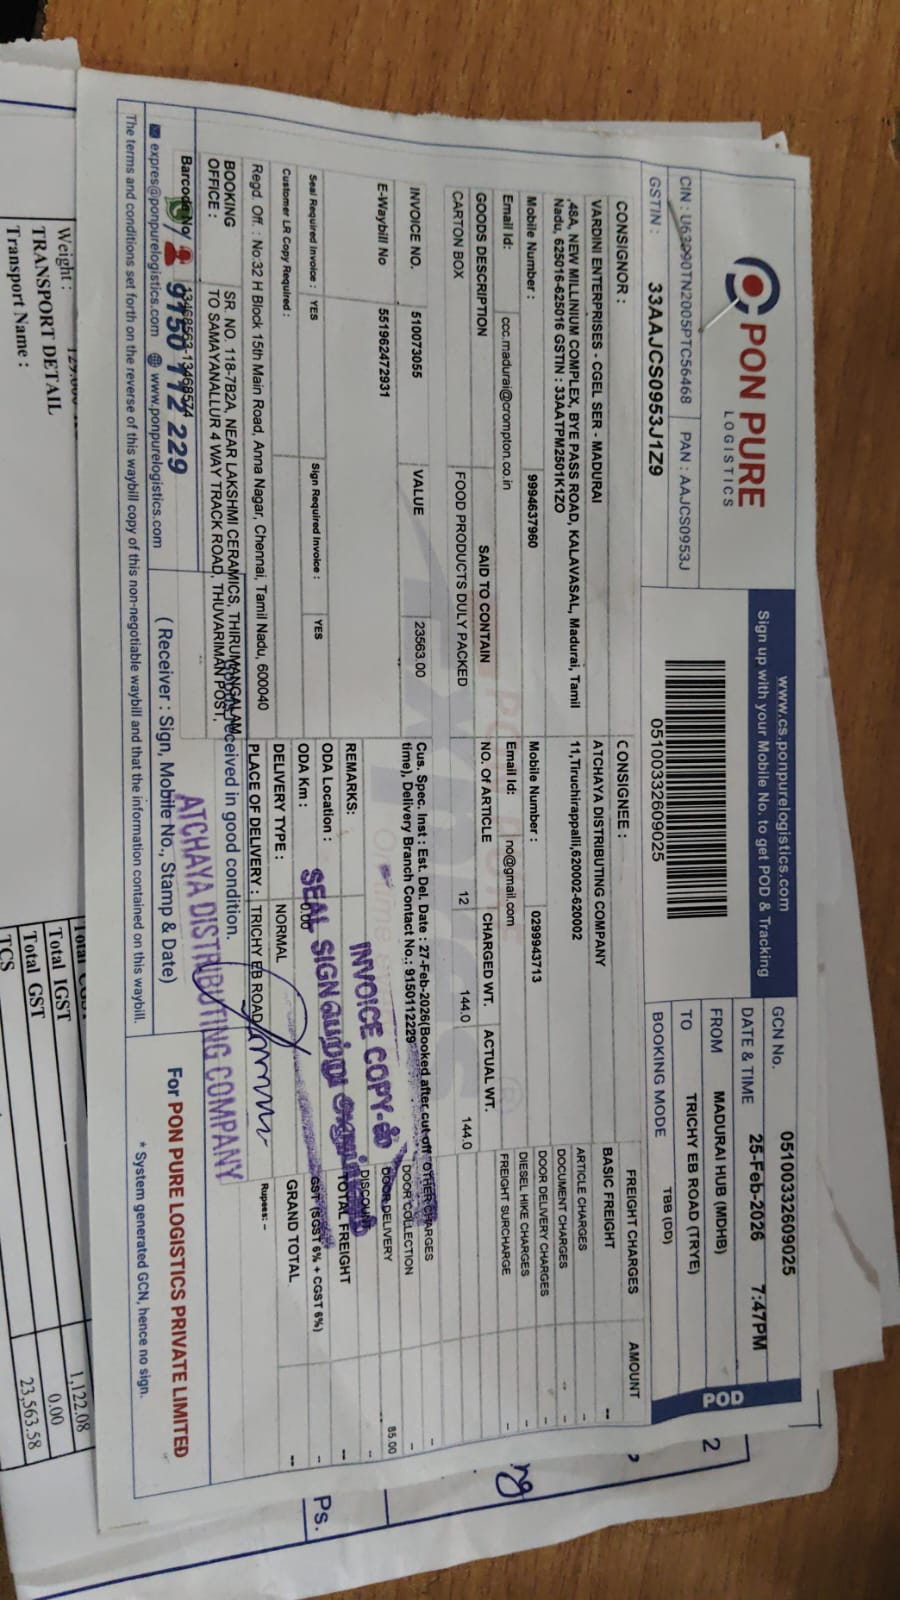 PON PURE
LOGISTICS
www.cs.ponpurelogistics.com
Sign up with your Mobile No. to get POD & Tracking
05100332609025
GCN No. 05100332609025
DATE & TIME 25-Feb-2026 7:47PM
FROM MADURAI HUB (MDHB)
TO TRICHY EB ROAD (TRYE)
BOOKING MODE TBB (DD)
POD
CIN : U63090TN2005PTC56468 PAN : AAJCS0953J
GSTIN : 33AAJCS0953J1Z9
CONSIGNOR :
VARDINI ENTERPRISES - CGEL SER - MADURAI
,48A, NEW MILLINIUM COMPLEX, BYE PASS ROAD, KALAVASAL, Madurai, Tamil
Nadu, 625016-625016 GSTIN : 33AATPM2501K1ZO
Mobile Number : 9994637960
Email Id: ccc.madurai@crompton.co.in
CONSIGNEE :
ATCHAYA DISTRIBUTING COMPANY
11,Tiruchirappalli,620002-620002
Mobile Number : 0299943713
Email Id: no@gmail.com
GOODS DESCRIPTION SAID TO CONTAIN NO. OF ARTICLE CHARGED WT. ACTUAL WT.
CARTON BOX FOOD PRODUCTS DULY PACKED 12 144.0 144.0
INVOICE NO. 510073055 VALUE 23563.00
E-Waybill No 551962472931
Cus. Spec. Inst : Est. Del. Date : 27-Feb-2026(Booked after cut off
time), Delivery Branch Contact No.: 9150112229
REMARKS:
ODA Location :
ODA Km : 0.00
DELIVERY TYPE : NORMAL
PLACE OF DELIVERY : TRICHY EB ROAD
Seal Required Invoice : YES Sign Required Invoice : YES
Customer LR Copy Required :
Regd. Off. : No:32 H Block 15th Main Road, Anna Nagar, Chennai, Tamil Nadu, 600040
BOOKING OFFICE : SR. NO. 118-7B2A, NEAR LAKSHMI CERAMICS, THIRUMANGALAM
TO SAMAYANALLUR 4 WAY TRACK ROAD, THUVARIMAN POST,
Barcode No 13468563-13468574
9150 112 229
expres@ponpurelogistics.com www.ponpurelogistics.com
The terms and conditions set forth on the reverse of this waybill copy of this non-negotiable waybill and that the information contained on this waybill.
FREIGHT CHARGES AMOUNT
BASIC FREIGHT --
ARTICLE CHARGES --
DOCUMENT CHARGES --
DOOR DELIVERY CHARGES --
DIESEL HIKE CHARGES --
FREIGHT SURCHARGE --
OTHER CHARGES --
DOOR COLLECTION --
DOOR DELIVERY 85.00
DISCOUNT --
TOTAL FREIGHT --
GST (SGST 6% + CGST 6%) --
GRAND TOTAL --
Rupees: -
received in good condition.
( Receiver : Sign, Mobile No., Stamp & Date)
INVOICE COPY-ல்
SEAL SIGN
ATCHAYA DISTRIBUTING COMPANY
For PON PURE LOGISTICS PRIVATE LIMITED
* System generated GCN, hence no sign.
Weight :
TRANSPORT DETAIL
Transport Name :
1,122.08
Total IGST 0.00
Total GST 23,563.58
TCS
2
Ps.